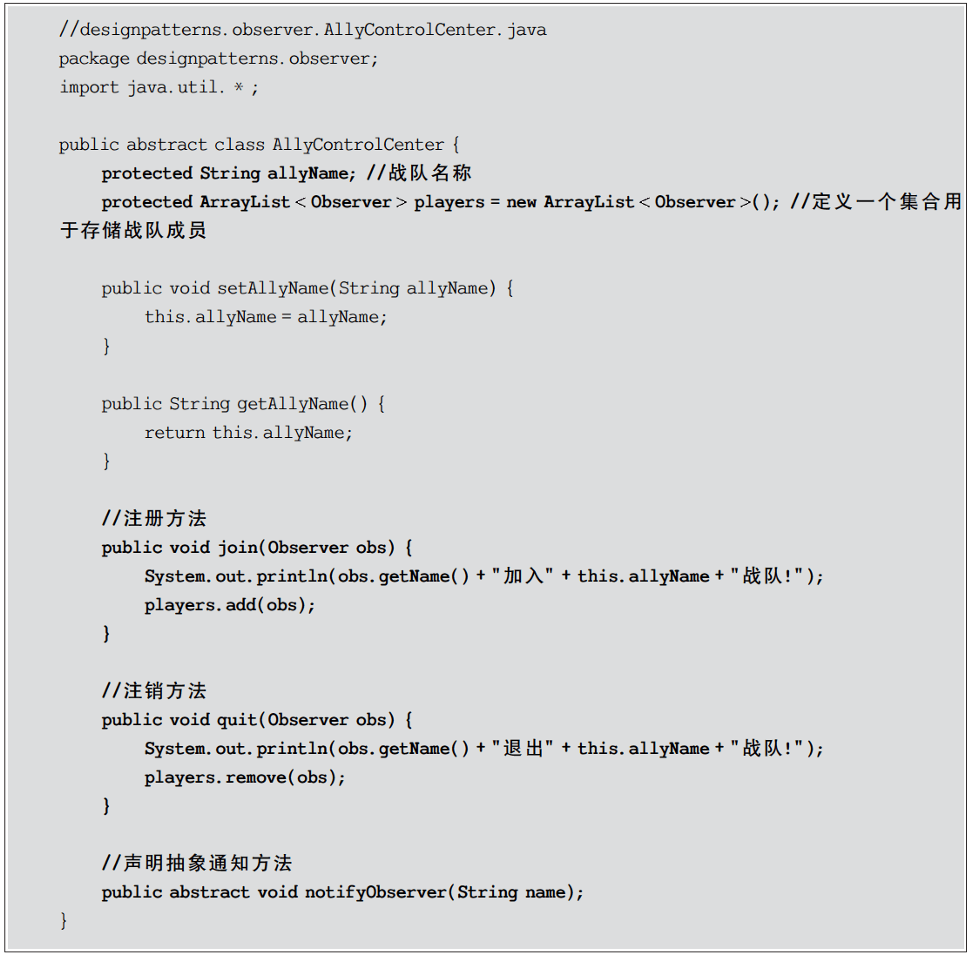 //designpatterns.observer.AllyControlCenter.java
package designpatterns.observer;
import java.util. * ;
public abstract class AllyControlCenter {
protected String allyName; //战队名称
protected ArrayList<Observer> players = new ArrayList<Observer>(); //定义一个集合用
于存储战队成员
public void setAllyName(String allyName) {
this.allyName = allyName;
}
public String getAllyName() {
return this.allyName;
}
//注册方法
public void join(Observer obs) {
System.out.println(obs.getName() + "加入" + this.allyName + "战队!");
players.add(obs);
}
//注销方法
public void quit(Observer obs) {
System.out.println(obs.getName() + "退出" + this.allyName + "战队!");
players.remove(obs);
}
//声明抽象通知方法
public abstract void notifyObserver(String name);
}